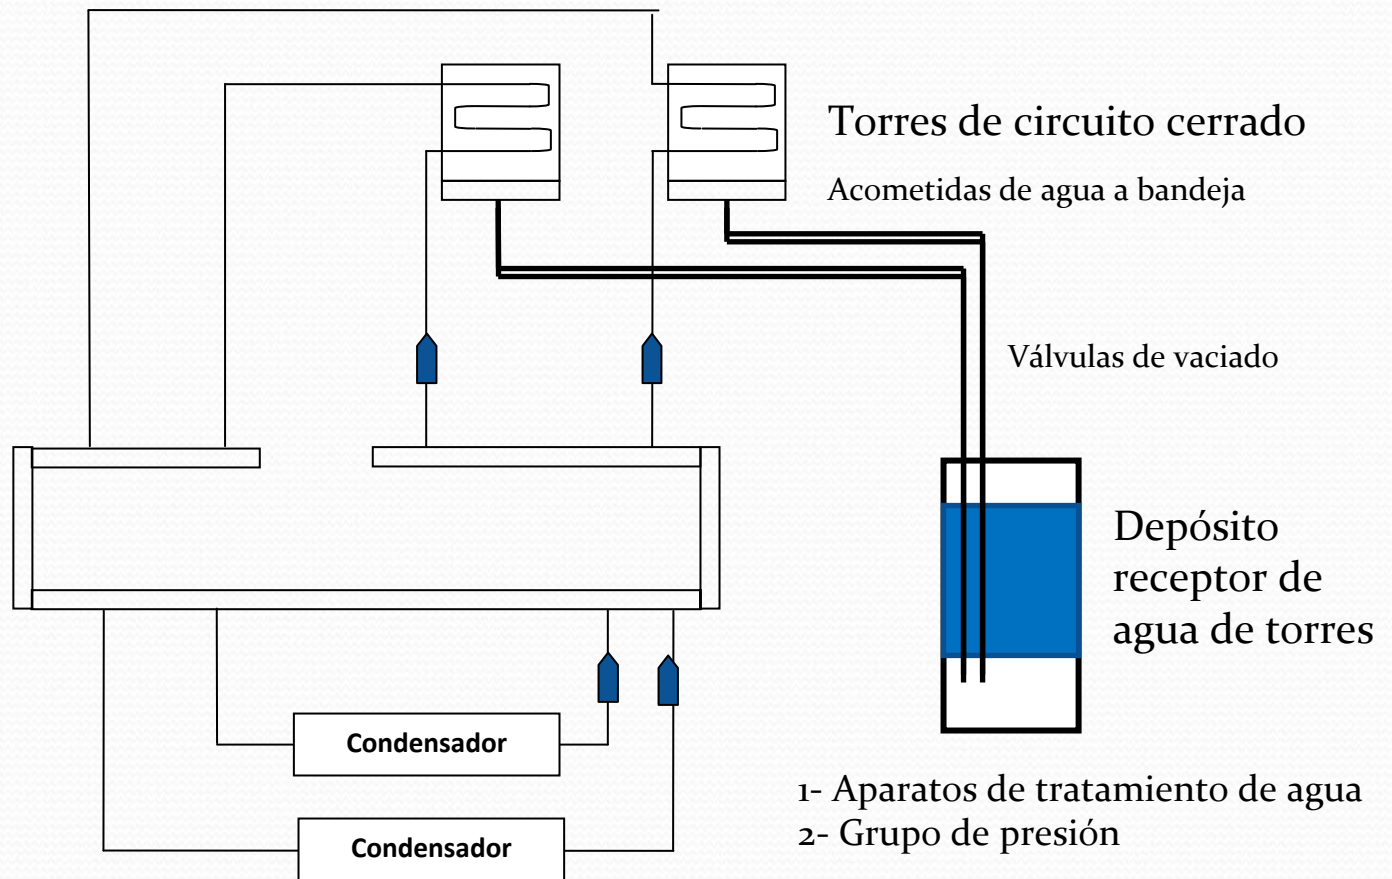 Torres de circuito cerrado
Acometidas de agua a bandeja
Válvulas de vaciado
Depósito
receptor de
agua de torres
Condensador
Condensador
1- Aparatos de tratamiento de agua
2- Grupo de presión